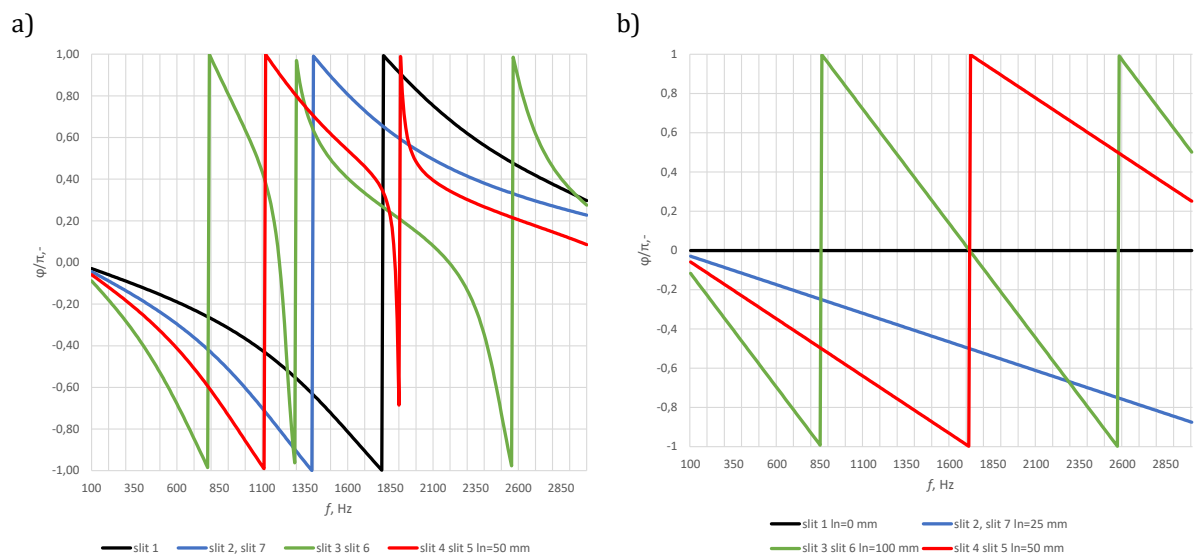 a)
b)
1,00
0,80
0,60
0,40
0,20
0,00
-0,20
-0,40
-0,60
-0,80
-1,00
φ/π,-
100 350 600 850 1100 1350 1600 1850 2100 2350 2600 2850
f, Hz
slit 1 slit 2, slit 7 slit 3 slit 6 slit 4 slit 5 ln=50 mm
1
0,8
0,6
0,4
0,2
0
-0,2
-0,4
-0,6
-0,8
-1
φ/π,-
100 350 600 850 1100 1350 1600 1850 2100 2350 2600 2850
f, Hz
slit 1 ln=0 mm slit 2, slit 7 ln=25 mm
slit 3 slit 6 ln=100 mm slit 4 slit 5 ln=50 mm